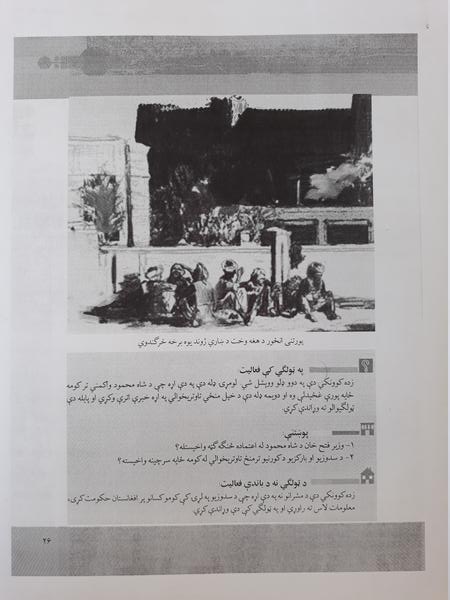 پورتنی انځور د هغه وخت د ښاري ژوند یوه برخه څرګندوي
په ټولګي کې فعالیت
زده کوونکي دې په دوو ډلو وویشل شي. لومړۍ ډله دې په دې اړه چې د شاه محمود واکمني تر کومه
ځایه پورې غځېدلې وه او دویمه ډله دې د خپل منځي تاوتریخوالي په اړه خبرې اترې وکړي او پایله دې
ټولګیوالو ته وړاندې کړي.
پوښتنې:
۱- وزیر فتح خان د شاه محمود له اعتماده څنګه ګټه واخیستله؟
۲- د سدوزیو او بارکزیو د کورنیو ترمنځ تاوتریخوالي له کومه ځایه سرچینه واخیسته؟
د ټولګي نه د باندې فعالیت:
زده کوونکي دې د مشرانو نه په دې اړه چې د سدوزیو په لړۍ کې کومو کسانو پر افغانستان حکومت کړی،
معلومات لاس ته راوړي او په ټولګي کې دې وړاندې کړي.
۲۶